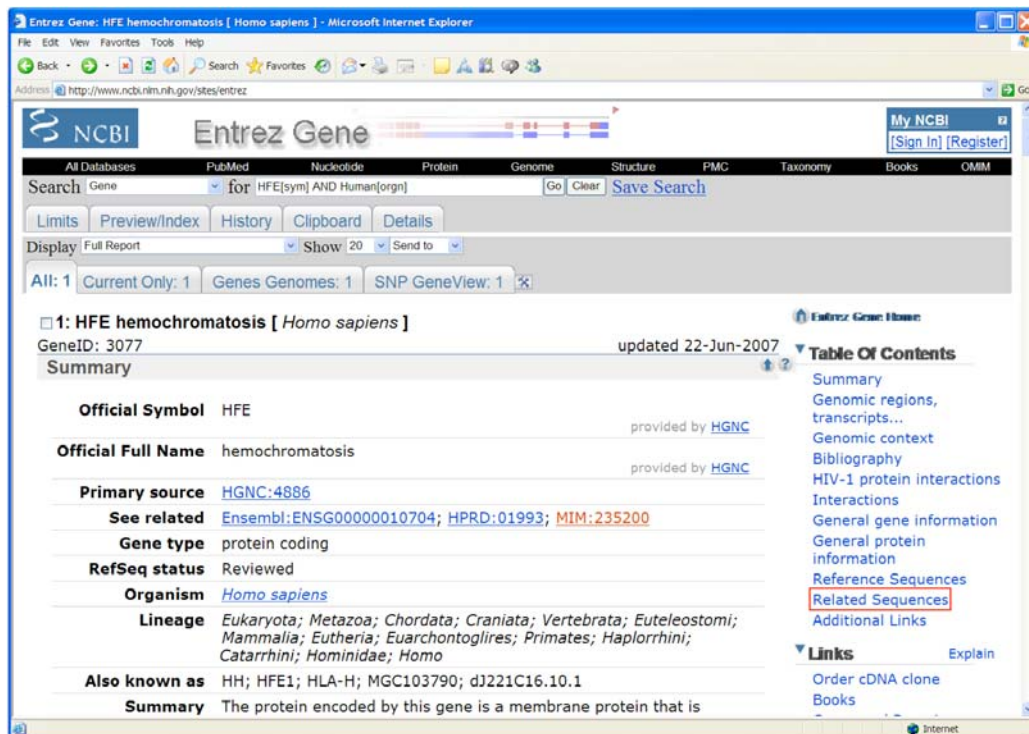 Entrez Gene: HFE hemochromatosis [ Homo sapiens ] - Microsoft Internet Explorer
File Edit View Favorites Tools Help
Back Search Favorites
Address http://www.ncbi.nlm.nih.gov/sites/entrez Go
NCBI Entrez Gene
My NCBI
[Sign In] [Register]
All Databases PubMed Nucleotide Protein Genome Structure PMC Taxonomy Books OMIM
Search Gene for HFE[sym] AND Human[orgn] Go Clear Save Search
Limits Preview/Index History Clipboard Details
Display Full Report Show 20 Send to
All: 1 Current Only: 1 Genes Genomes: 1 SNP GeneView: 1
1: HFE hemochromatosis [ Homo sapiens ]
GeneID: 3077 updated 22-Jun-2007
Summary
Official Symbol HFE
provided by HGNC
Official Full Name hemochromatosis
provided by HGNC
Primary source HGNC:4886
See related Ensembl:ENSG00000010704; HPRD:01993; MIM:235200
Gene type protein coding
RefSeq status Reviewed
Organism Homo sapiens
Lineage Eukaryota; Metazoa; Chordata; Craniata; Vertebrata; Euteleostomi;
Mammalia; Eutheria; Euarchontoglires; Primates; Haplorrhini;
Catarrhini; Hominidae; Homo
Also known as HH; HFE1; HLA-H; MGC103790; dJ221C16.10.1
Summary The protein encoded by this gene is a membrane protein that is
Entrez Gene Home
Table Of Contents
Summary
Genomic regions,
transcripts...
Genomic context
Bibliography
HIV-1 protein interactions
Interactions
General gene information
General protein
information
Reference Sequences
Related Sequences
Additional Links
Links Explain
Order cDNA clone
Books
Internet